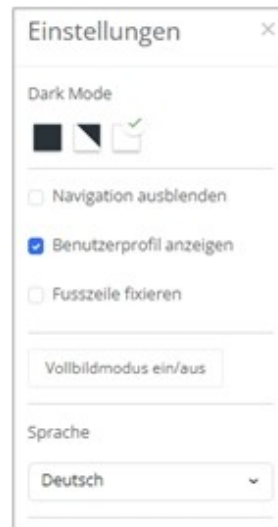 Einstellungen
Dark Mode
Navigation ausblenden
Benutzerprofil anzeigen
Fusszeile fixieren
Vollbildmodus ein/aus
Sprache
Deutsch